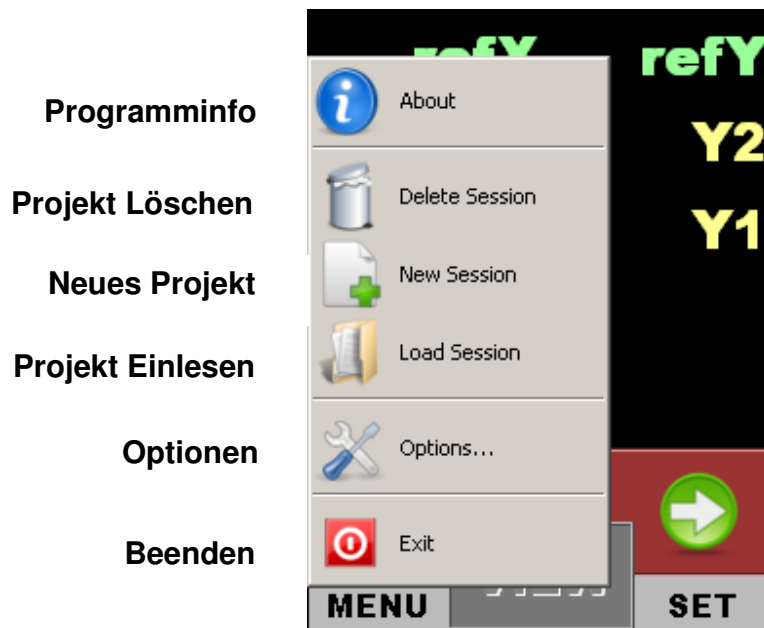 refY refY
Programminfo About
Y2
Projekt Löschen Delete Session
Y1
Neues Projekt New Session
Projekt Einlesen Load Session
Optionen Options...
Beenden Exit
MENU SET